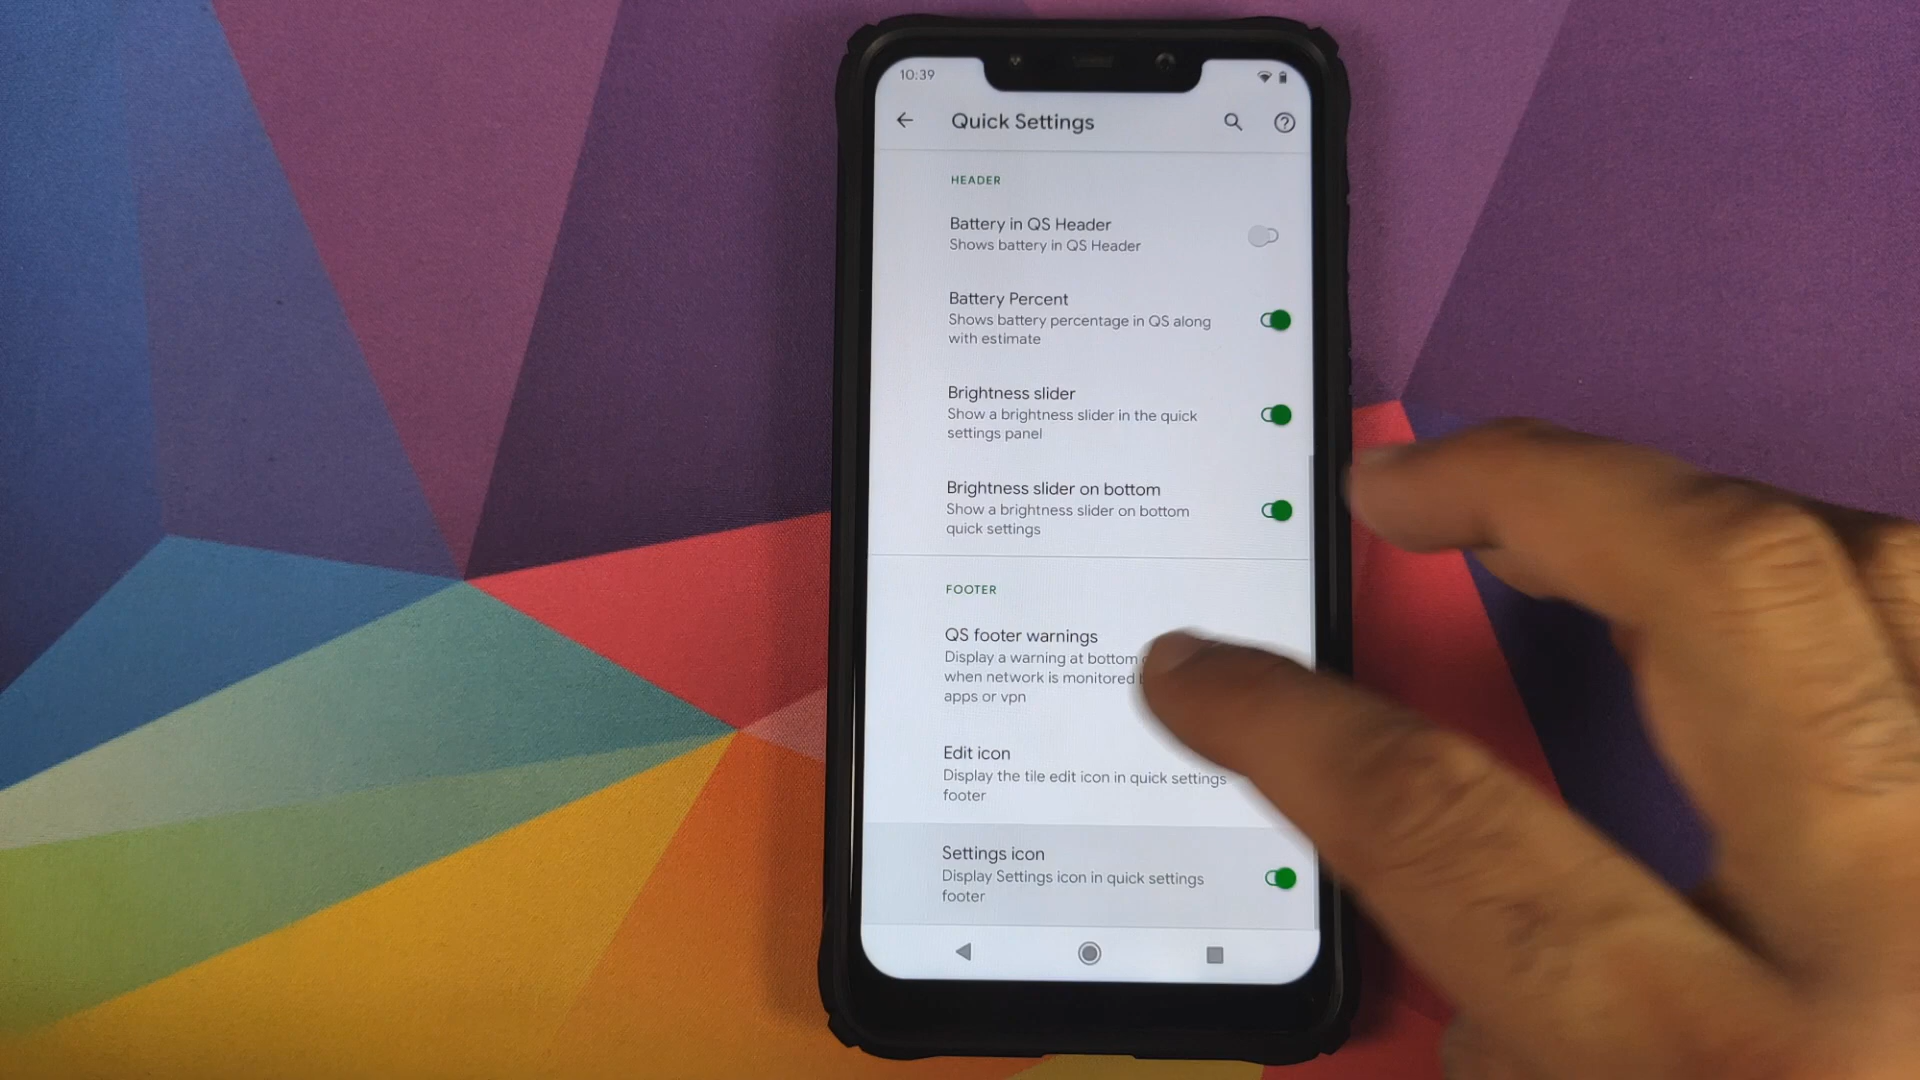 10:39
Quick Settings
HEADER
Battery in QS Header
Shows battery in QS Header
Battery Percent
Shows battery percentage in QS along
with estimate
Brightness slider
Show a brightness slider in the quick
settings panel
Brightness slider on bottom
Show a brightness slider on bottom
quick settings
FOOTER
QS footer warnings
Display a warning at bottom
when network is monitored
apps or vpn
Edit icon
Display the tile edit icon in quick settings
footer
Settings icon
Display Settings icon in quick settings
footer